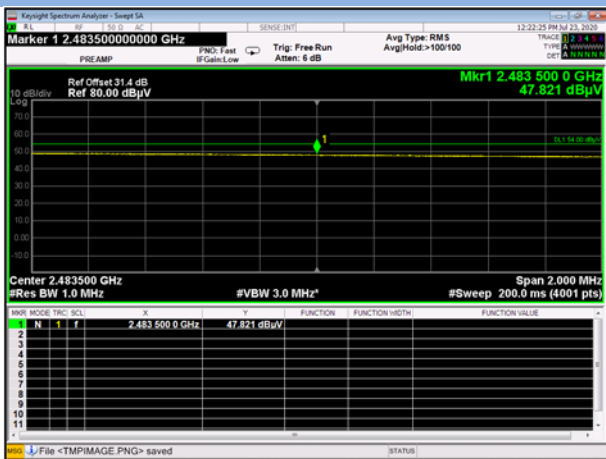 Keysight Spectrum Analyzer - Swept SA
RL RF 50 Ω AC SENSE:INT 12:22:25 PM Jul 23, 2020
Marker 1 2.483500000000 GHz
PREAMP
PNO: Fast
IFGain:Low
Trig: Free Run
Atten: 6 dB
Avg Type: RMS
Avg|Hold:>100/100
TRACE 1 2 3 4 5
TYPE A WWWWW
DET A N N N N N
Mkr1 2.483 500 0 GHz
47.821 dBµV
Ref Offset 31.4 dB
10 dB/div Ref 80.00 dBµV
Log
70.0
60.0
1
DL1 54.00 dBµV
50.0
40.0
30.0
20.0
10.0
0.00
-10.0
Center 2.483500 GHz Span 2.000 MHz
#Res BW 1.0 MHz #VBW 3.0 MHz* #Sweep 200.0 ms (4001 pts)
MKR MODE TRC SCL X Y FUNCTION FUNCTION WIDTH FUNCTION VALUE
1 N 1 f 2.483 500 0 GHz 47.821 dBµV
2
3
4
5
6
7
8
9
10
11
MSG File <TMPIMAGE.PNG> saved STATUS